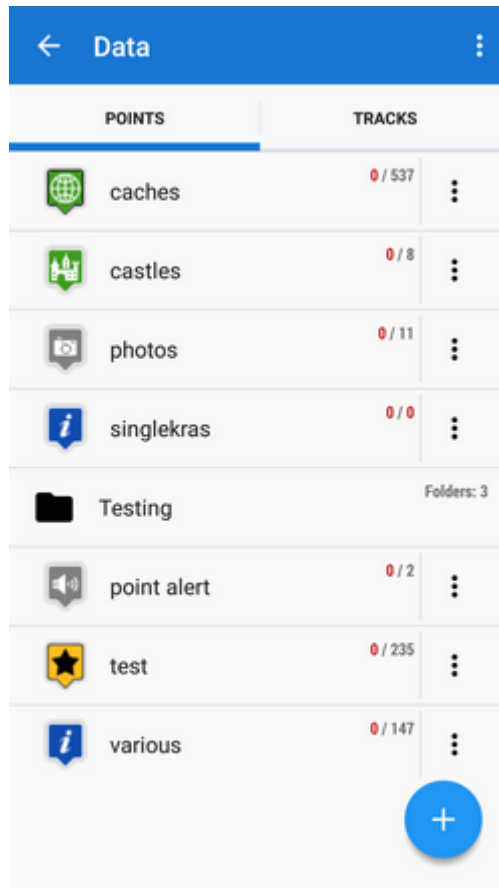 Data
POINTS TRACKS
caches 0 / 537
castles 0 / 8
photos 0 / 11
singlekras 0 / 0
Testing Folders: 3
point alert 0 / 2
test 0 / 235
various 0 / 147